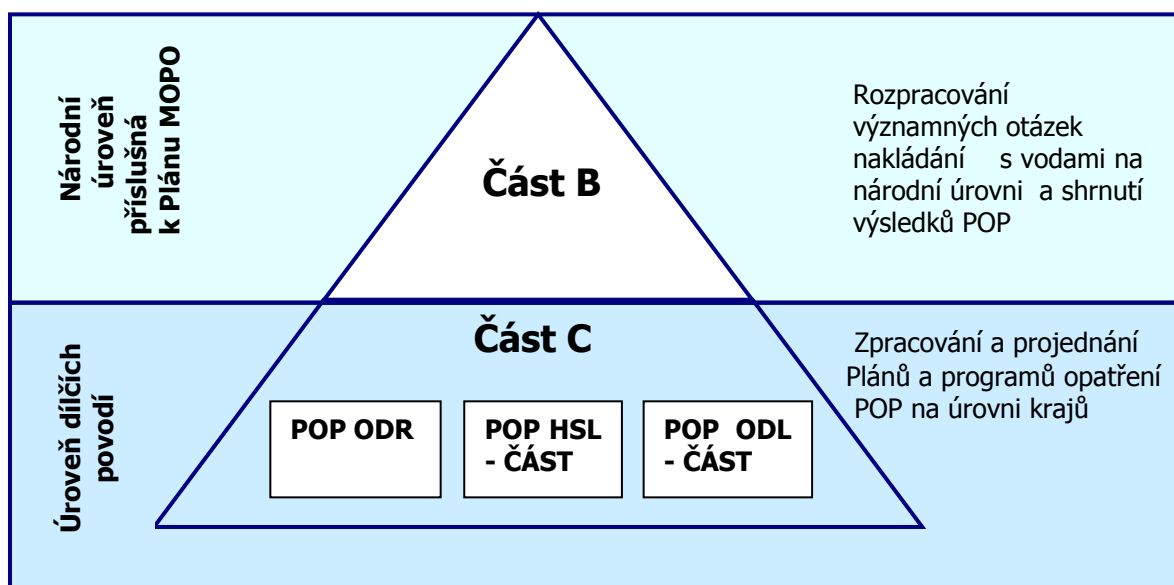 Národní
úroveň
příslušná
k Plánu MOPO
Část B
Rozpracování
významných otázek
nakládání s vodami na
národní úrovni a shrnutí
výsledků POP
Úroveň dílčích
povodí
Část C
POP ODR
POP HSL
- ČÁST
POP ODL
- ČÁST
Zpracování a projednání
Plánů a programů opatření
POP na úrovni krajů